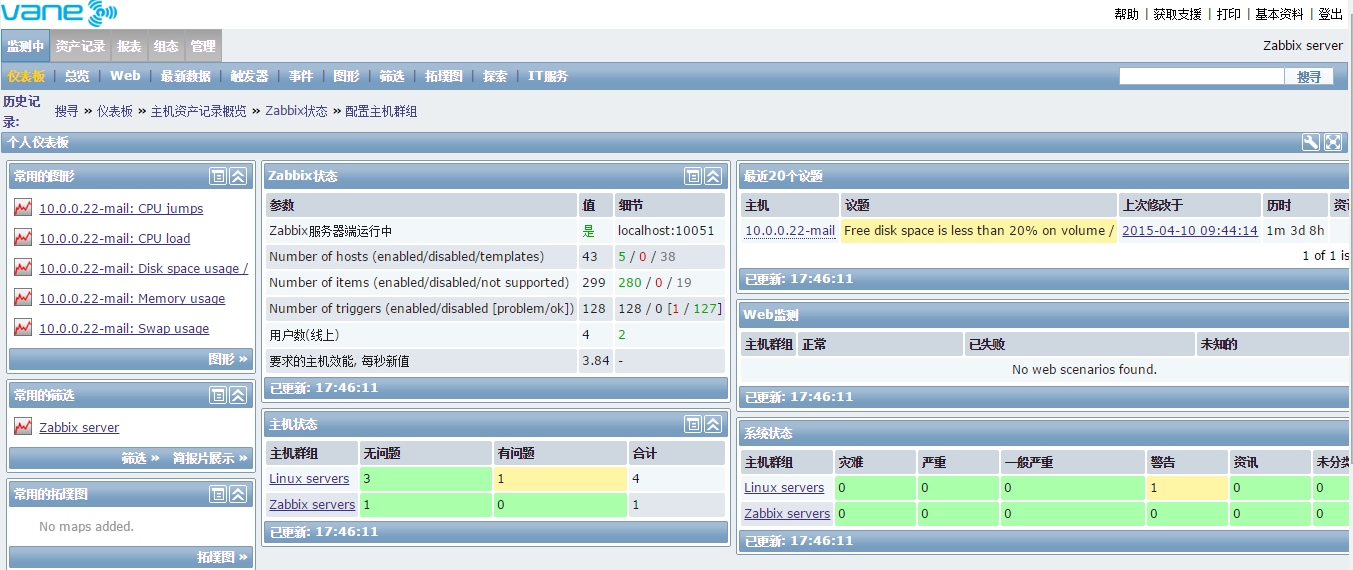 vane
帮助 | 获取支援 | 打印 | 基本资料 | 登出
监测中 资产记录 报表 组态 管理
Zabbix server
仪表板 | 总览 | Web | 最新数据 | 触发器 | 事件 | 图形 | 筛选 | 拓墣图 | 探索 | IT服务
搜寻
历史记录: 搜寻 » 仪表板 » 主机资产记录概览 » Zabbix状态 » 配置主机群组
个人仪表板
常用的图形
10.0.0.22-mail: CPU jumps
10.0.0.22-mail: CPU load
10.0.0.22-mail: Disk space usage /
10.0.0.22-mail: Memory usage
10.0.0.22-mail: Swap usage
图形 »
常用的筛选
Zabbix server
筛选 » 简报片展示 »
常用的拓墣图
No maps added.
拓墣图 »
Zabbix状态
参数 值 细节
Zabbix服务器端运行中 是 localhost:10051
Number of hosts (enabled/disabled/templates) 43 5 / 0 / 38
Number of items (enabled/disabled/not supported) 299 280 / 0 / 19
Number of triggers (enabled/disabled [problem/ok]) 128 128 / 0 [1 / 127]
用户数(线上) 4 2
要求的主机效能, 每秒新值 3.84 -
已更新: 17:46:11
主机状态
主机群组 无问题 有问题 合计
Linux servers 3 1 4
Zabbix servers 1 0 1
已更新: 17:46:11
最近20个议题
主机 议题 上次修改于 历时
10.0.0.22-mail Free disk space is less than 20% on volume / 2015-04-10 09:44:14 1m 3d 8h
1 of 1 is
已更新: 17:46:11
Web监测
主机群组 正常 已失败 未知的
No web scenarios found.
已更新: 17:46:11
系统状态
主机群组 灾难 严重 一般严重 警告 资讯 未分类
Linux servers 0 0 0 1 0 0
Zabbix servers 0 0 0 0 0 0
已更新: 17:46:11